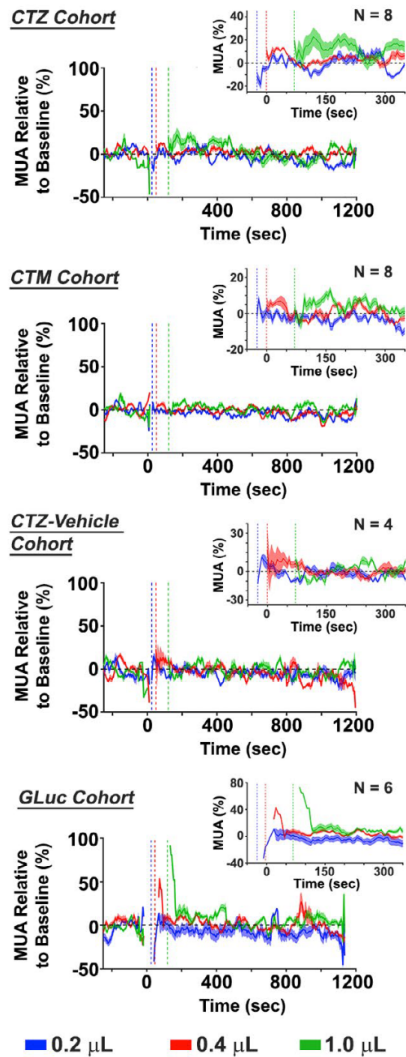 CTZ Cohort
N = 8
MUA (%)
40
20
0
-20
0 150 300
Time (sec)
MUA Relative
to Baseline (%)
100
50
0
-50
0 400 800 1200
Time (sec)
CTM Cohort
N = 8
MUA (%)
20
10
0
-20
0 150 300
Time (sec)
MUA Relative
to Baseline (%)
100
50
0
-50
0 400 800 1200
Time (sec)
CTZ-Vehicle
Cohort
N = 4
MUA (%)
30
10
0
-10
-30
0 150 300
Time (sec)
MUA Relative
to Baseline (%)
100
50
0
-50
0 400 800 1200
Time (sec)
GLuc Cohort
N = 6
MUA (%)
80
40
0
-40
0 150 300
Time (sec)
MUA Relative
to Baseline (%)
100
50
0
-50
0 400 800 1200
Time (sec)
0.2 µL 0.4 µL 1.0 µL